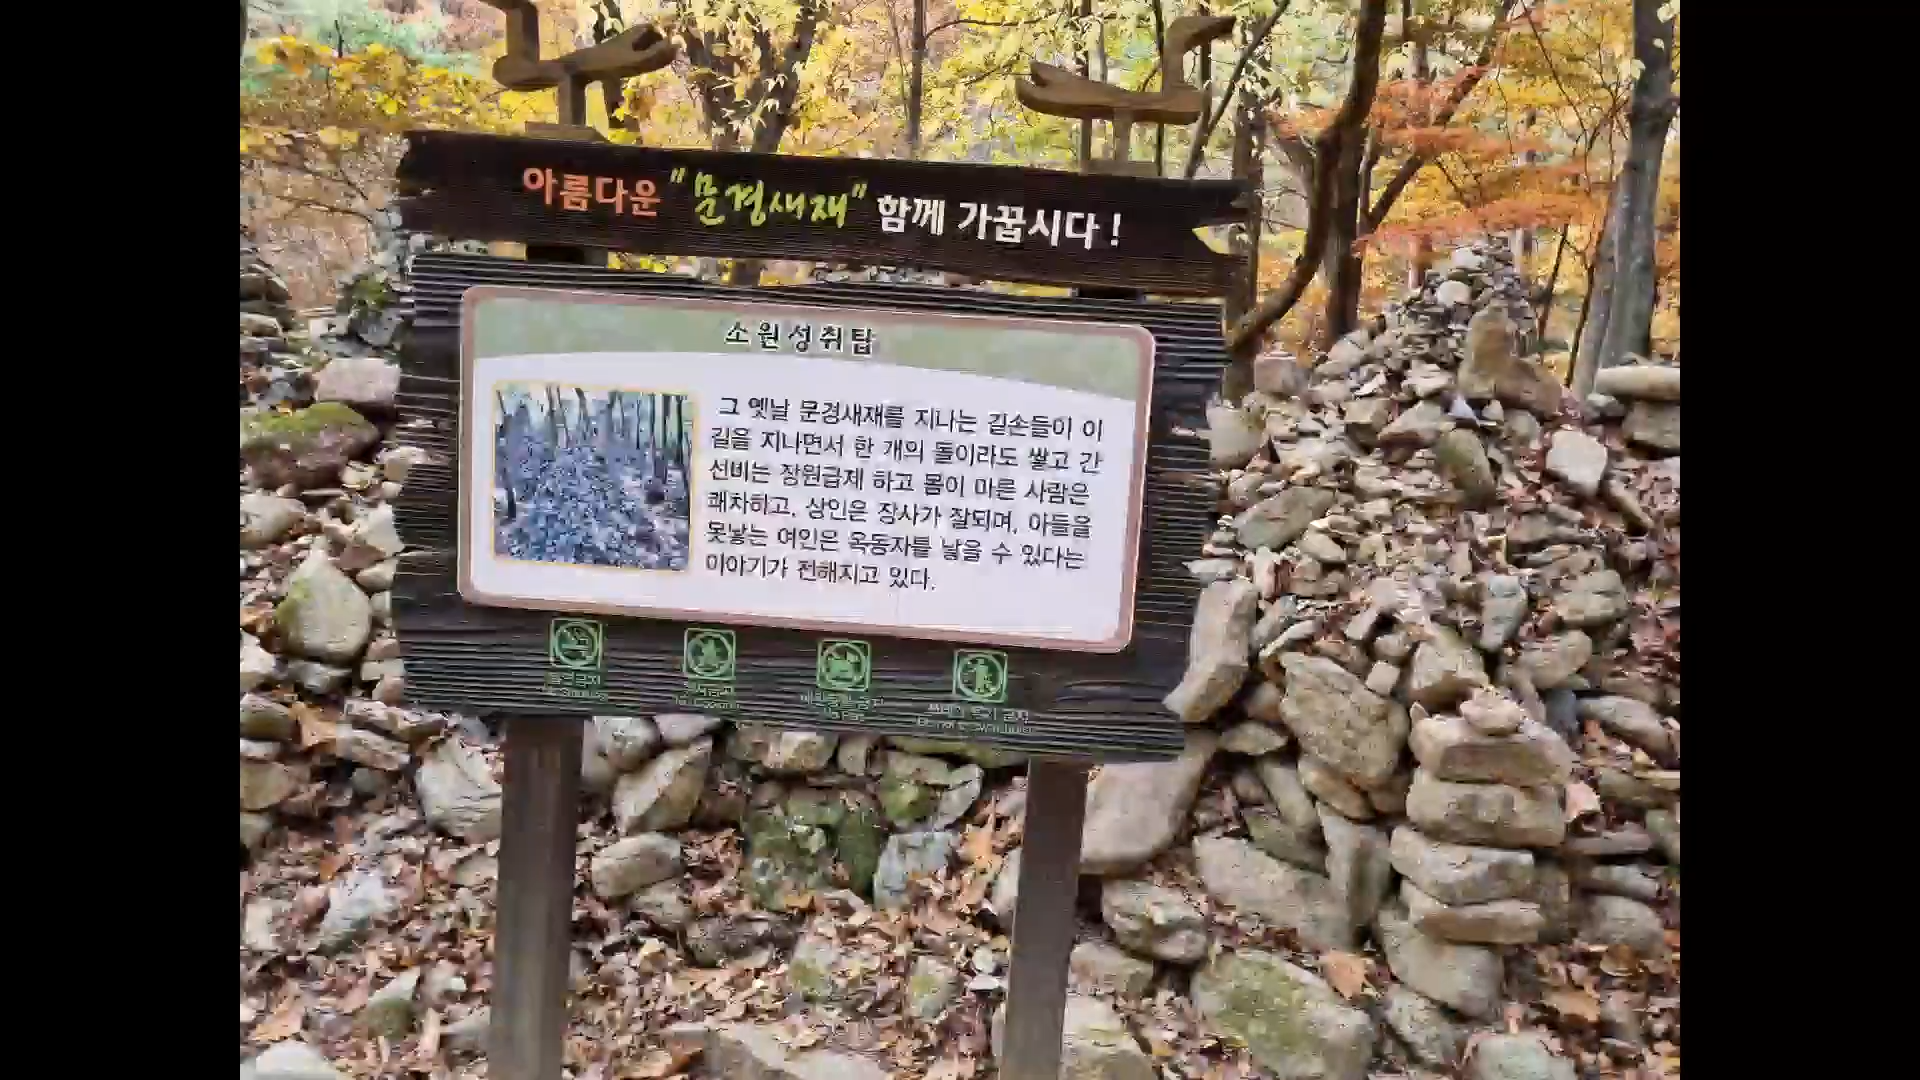 아름다운 "문경새재" 함께 가꿉시다!
소원성취탑
그 옛날 문경새재를 지나는 길손들이 이
길을 지나면서 한 개의 돌이라도 쌓고 간
선비는 장원급제 하고 몸이 마른 사람은
쾌차하고, 상인은 장사가 잘되며, 아들을
못낳는 여인은 옥동자를 낳을 수 있다는
이야기가 전해지고 있다.